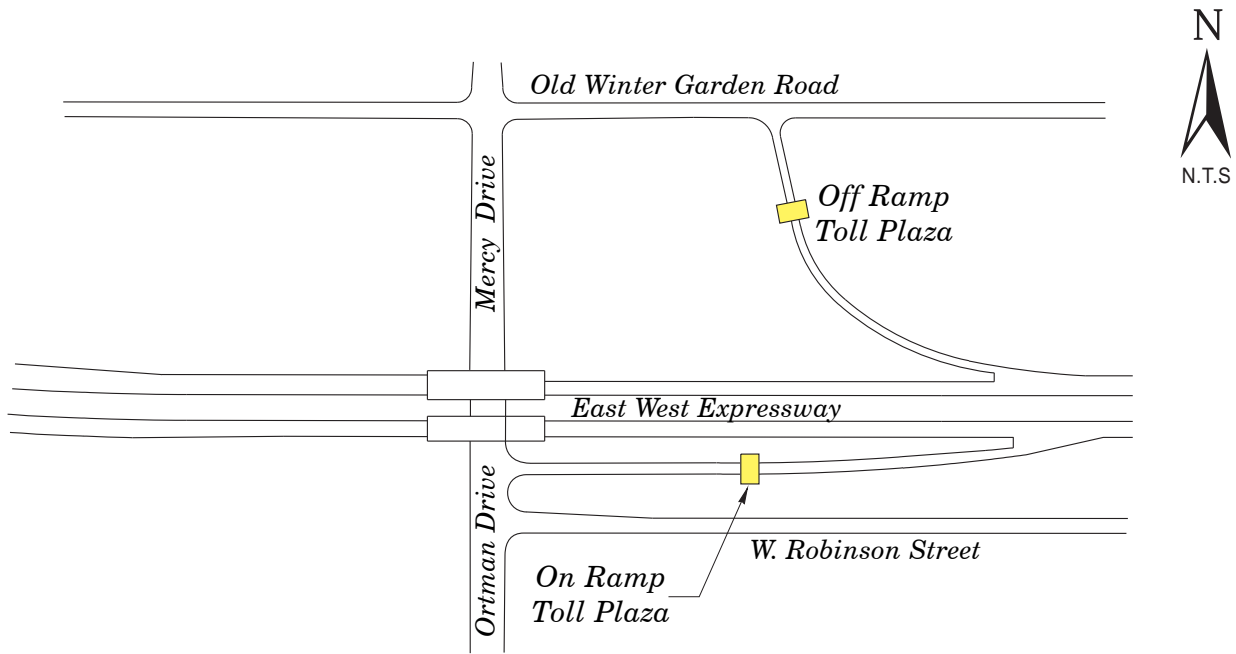 N
N.T.S
Old Winter Garden Road
Mercy Drive
Off Ramp
Toll Plaza
East West Expressway
Ortman Drive
W. Robinson Street
On Ramp
Toll Plaza